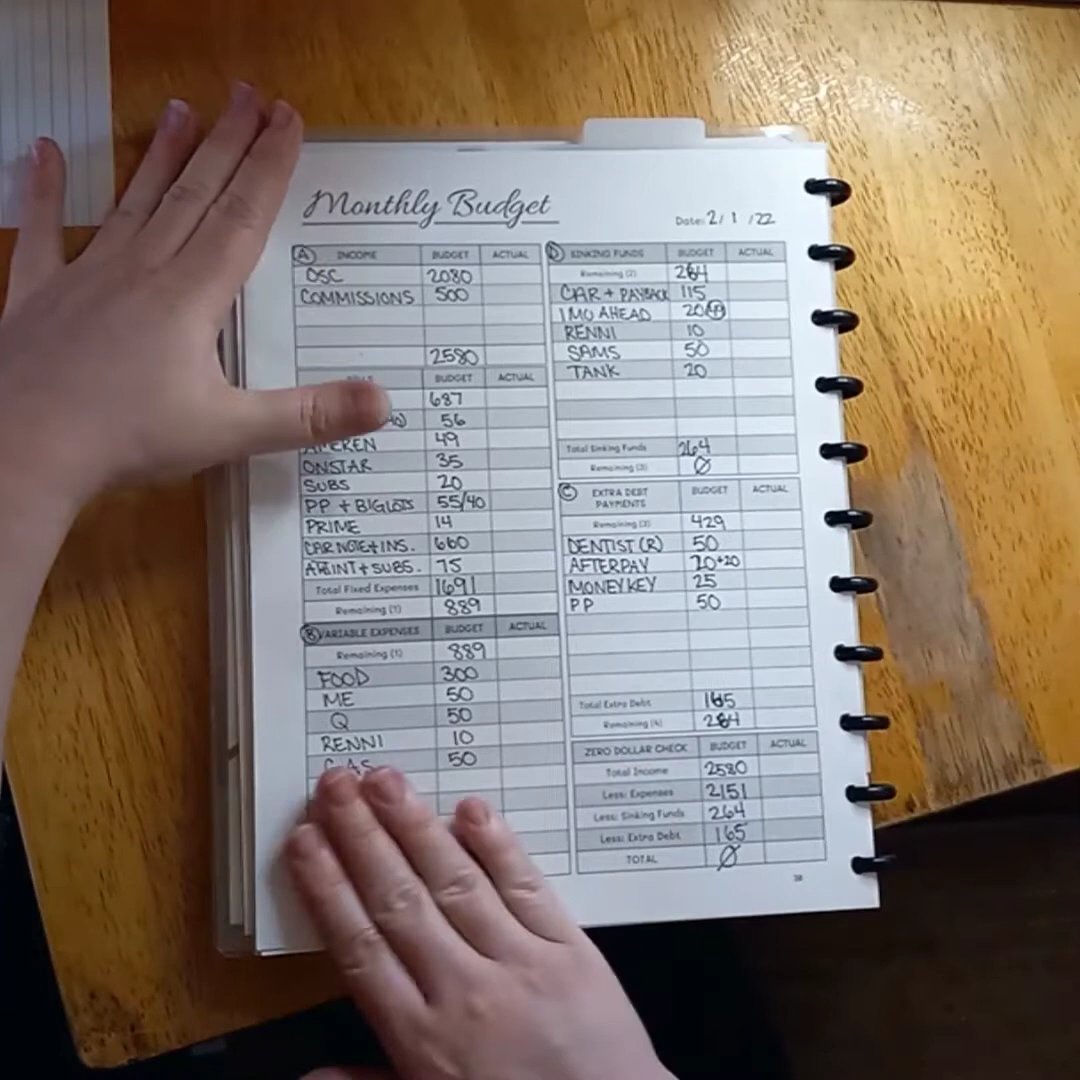 Monthly Budget
Date: 2/1/22
A INCOME BUDGET ACTUAL
OSC 2080
COMMISSIONS 500
2580
BUDGET ACTUAL
687
56
AMEREN 49
ONSTAR 35
SUBS 20
PP + BIGLOTS 55/40
PRIME 14
CAR NOTE + INS. 660
75
Total Fixed Expenses 1691
Remaining (1) 889
B VARIABLE EXPENSES BUDGET ACTUAL
Remaining (1) 889
FOOD 300
ME 50
Q 50
RENNI 10
GAS 50
D SINKING FUNDS BUDGET ACTUAL
Remaining (2) 264
CAR + PAYBACK 115
1 MO AHEAD 20
RENNI 10
SAMS 50
TANK 20
Total Sinking Funds 264
Remaining (3) Ø
C EXTRA DEBT PAYMENTS BUDGET ACTUAL
Remaining (3) 429
DENTIST (R) 50
AFTERPAY 20+20
MONEYKEY 25
PP 50
Total Extra Debt 165
Remaining (4) 264
ZERO DOLLAR CHECK BUDGET ACTUAL
Total Income 2580
Less: Expenses 2151
Less: Sinking Funds 264
Less: Extra Debt 165
TOTAL Ø
38